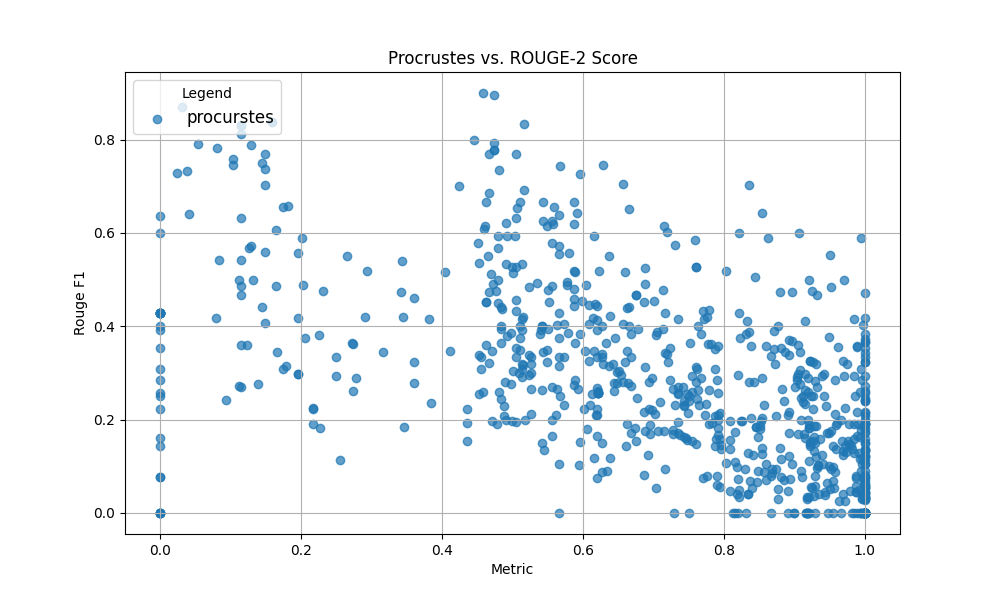 Procrustes vs. ROUGE-2 Score
Legend
procurstes
Rouge F1
0.8
0.6
0.4
0.2
0.0
0.0 0.2 0.4 0.6 0.8 1.0
Metric